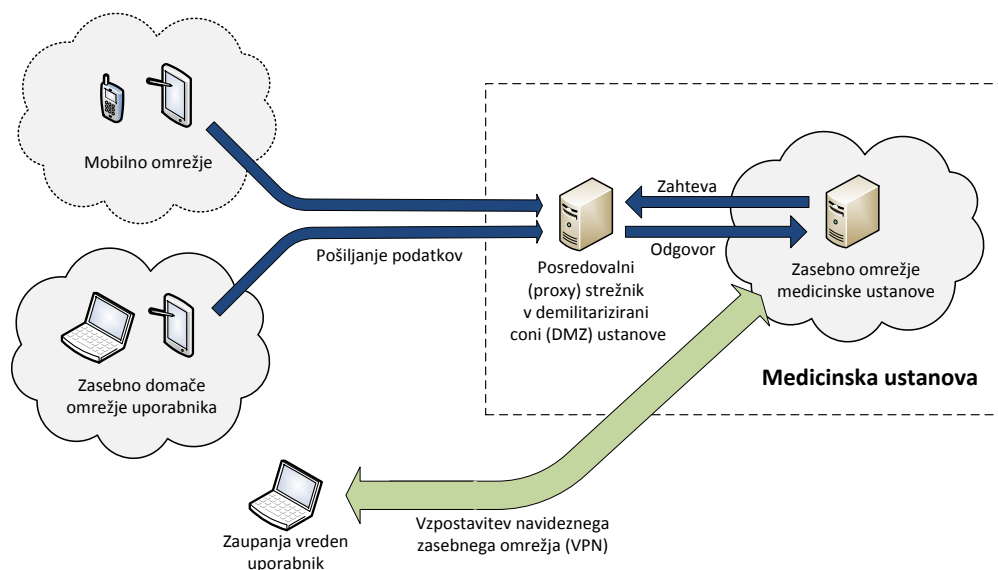 Mobilno omrežje
Zahteva
Odgovor
Pošiljanje podatkov
Posredovalni
(proxy) strežnik
v demilitarizirani
coni (DMZ) ustanove
Zasebno omrežje
medicinske ustanove
Medicinska ustanova
Zasebno domače
omrežje uporabnika
Zaupanja vreden
uporabnik
Vzpostavitev navideznega
zasebnega omrežja (VPN)